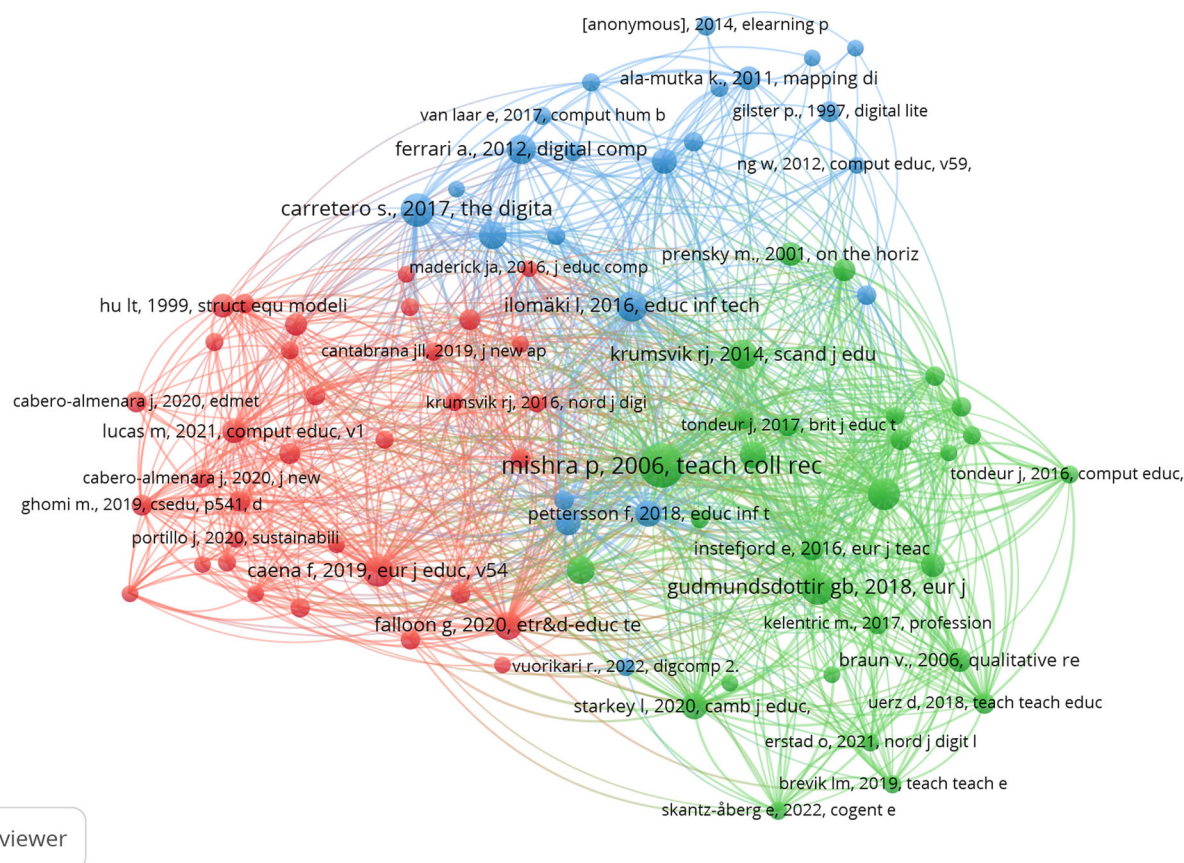 [anonymous], 2014, elearning p
ala-mutka k., 2011, mapping di
van laar e, 2017, comput hum b
gilster p., 1997, digital lite
ferrari a., 2012, digital comp
ng w, 2012, comput educ, v59,
carretero s., 2017, the digita
prensky m., 2001, on the horiz
maderick ja, 2016, j educ comp
hu lt, 1999, struct equ modeli
ilomäki l, 2016, educ inf tech
cantabrana jll, 2019, j new ap
krumsvik rj, 2014, scand j edu
cabero-almenara j, 2020, edmet
krumsvik rj, 2016, nord j digi
lucas m, 2021, comput educ, v1
tondeur j, 2017, brit j educ t
mishra p, 2006, teach coll rec
cabero-almenara j, 2020, j new
tondeur j, 2016, comput educ,
ghomi m., 2019, csedu, p541, d
pettersson f, 2018, educ inf t
portillo j, 2020, sustainabili
instefjord e, 2016, eur j teac
caena f, 2019, eur j educ, v54
gudmundsdottir gb, 2018, eur j
falloon g, 2020, etr&d-educ te
kelentric m., 2017, profession
vuorikari r., 2022, digcomp 2.
braun v., 2006, qualitative re
starkey l, 2020, camb j educ,
uerz d, 2018, teach teach educ
erstad o, 2021, nord j digit l
brevik lm, 2019, teach teach e
skantz-åberg e, 2022, cogent e
viewer